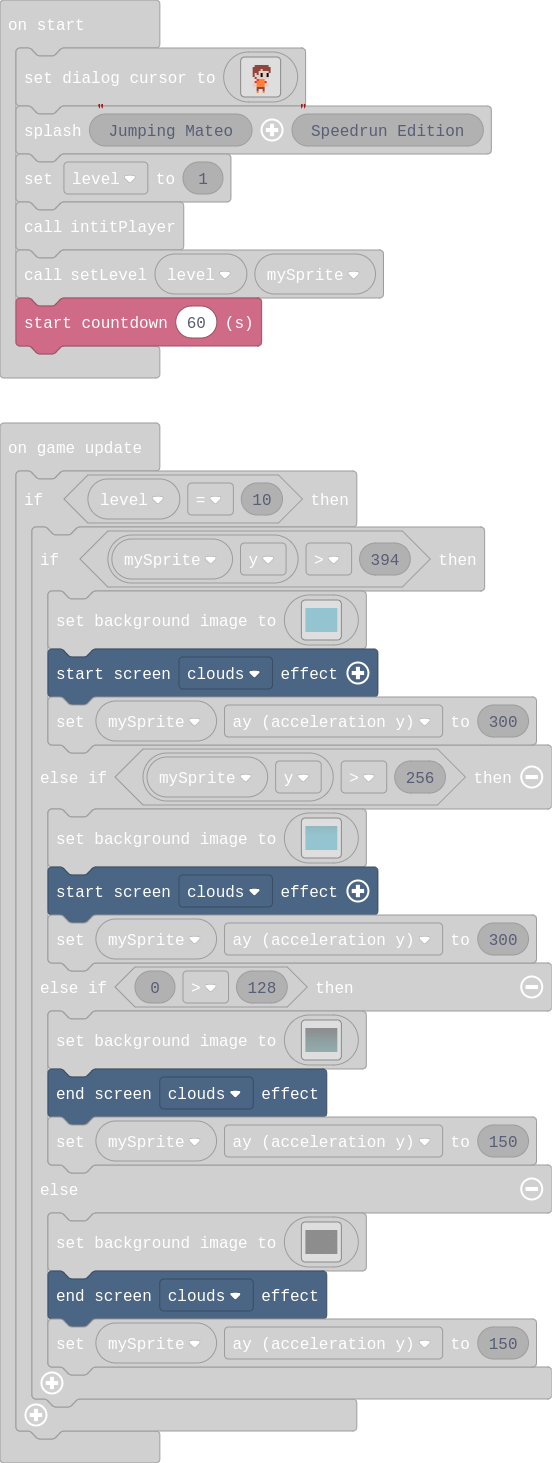 on start
set dialog cursor to
splash "Jumping Mateo" "Speedrun Edition"
set level to 1
call intitPlayer
call setLevel level mySprite
start countdown 60 (s)
on game update
if level = 10 then
if mySprite y > 394 then
set background image to
start screen clouds effect
set mySprite ay (acceleration y) to 300
else if mySprite y > 256 then
set background image to
start screen clouds effect
set mySprite ay (acceleration y) to 300
else if 0 > 128 then
set background image to
end screen clouds effect
set mySprite ay (acceleration y) to 150
else
set background image to
end screen clouds effect
set mySprite ay (acceleration y) to 150